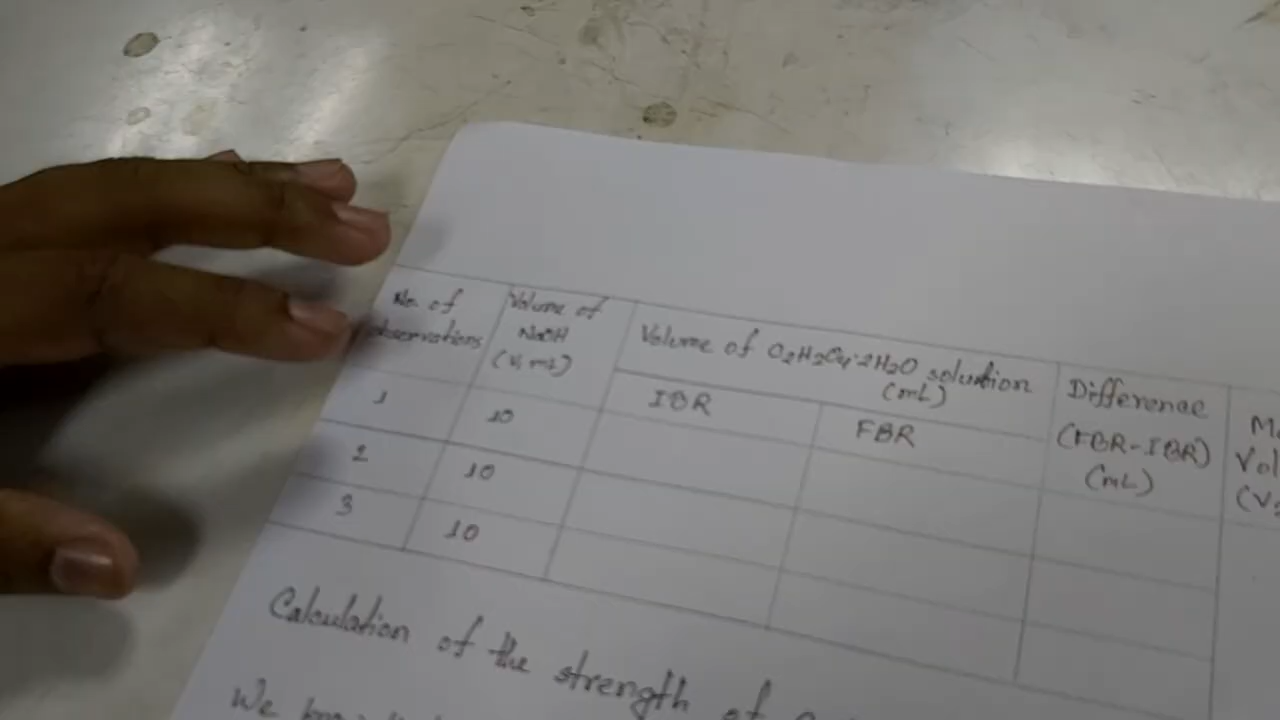 No. of
observations
Volume of
NaOH
(V, mL)
Volume of C₂H₂O₄·2H₂O solution
(mL)
IBR
FBR
Difference
(FBR-IBR)
(mL)
1
10
2
10
3
10
Calculation of the strength of
We